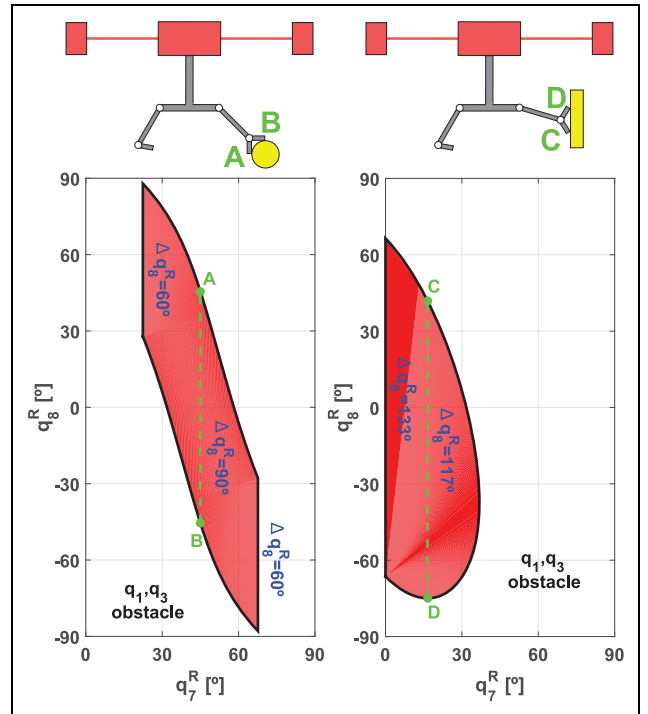 B
A
D
C
90
60
30
0
-30
-60
-90
q₈ᴿ [º]
Δq₈ᴿ=60º
A
Δq₈ᴿ=90º
B
Δq₈ᴿ=60º
q₁,q₃
obstacle
0
30
60
90
q₇ᴿ [º]
90
60
30
0
-30
-60
-90
q₈ᴿ [º]
C
Δq₈ᴿ=133º
Δq₈ᴿ=117º
D
q₁,q₃
obstacle
0
30
60
90
q₇ᴿ [º]